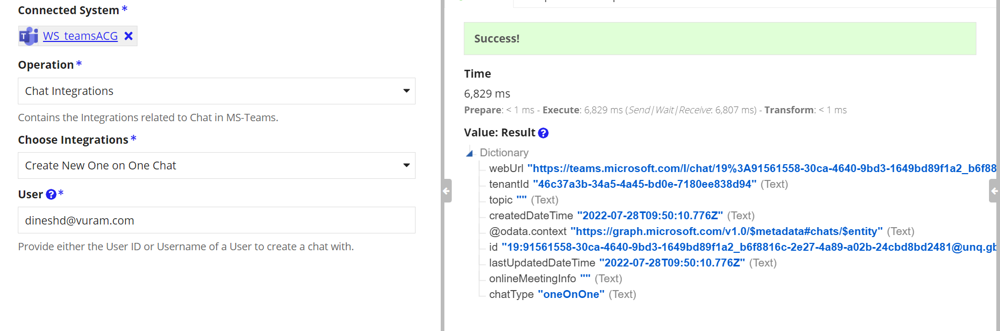 Connected System *
WS_teamsACG
Operation *
Chat Integrations
Contains the Integrations related to Chat in MS-Teams.
Choose Integrations *
Create New One on One Chat
User ? *
dineshd@vuram.com
Provide either the User ID or Username of a User to create a chat with.
Success!
Time
6,829 ms
Prepare: < 1 ms - Execute: 6,829 ms (Send|Wait|Receive: 6,807 ms) - Transform: < 1 ms
Value: Result ?
Dictionary
webUrl "https://teams.microsoft.com/l/chat/19%3A91561558-30ca-4640-9bd3-1649bd89f1a2_b6f88
tenantId "46c37a3b-34a5-4a45-bd0e-7180ee838d94" (Text)
topic "" (Text)
createdDateTime "2022-07-28T09:50:10.776Z" (Text)
@odata.context "https://graph.microsoft.com/v1.0/$metadata#chats/$entity" (Text)
id "19:91561558-30ca-4640-9bd3-1649bd89f1a2_b6f8816c-2e27-4a89-a02b-24cbd8bd2481@unq.gb
lastUpdatedDateTime "2022-07-28T09:50:10.776Z" (Text)
onlineMeetingInfo "" (Text)
chatType "oneOnOne" (Text)